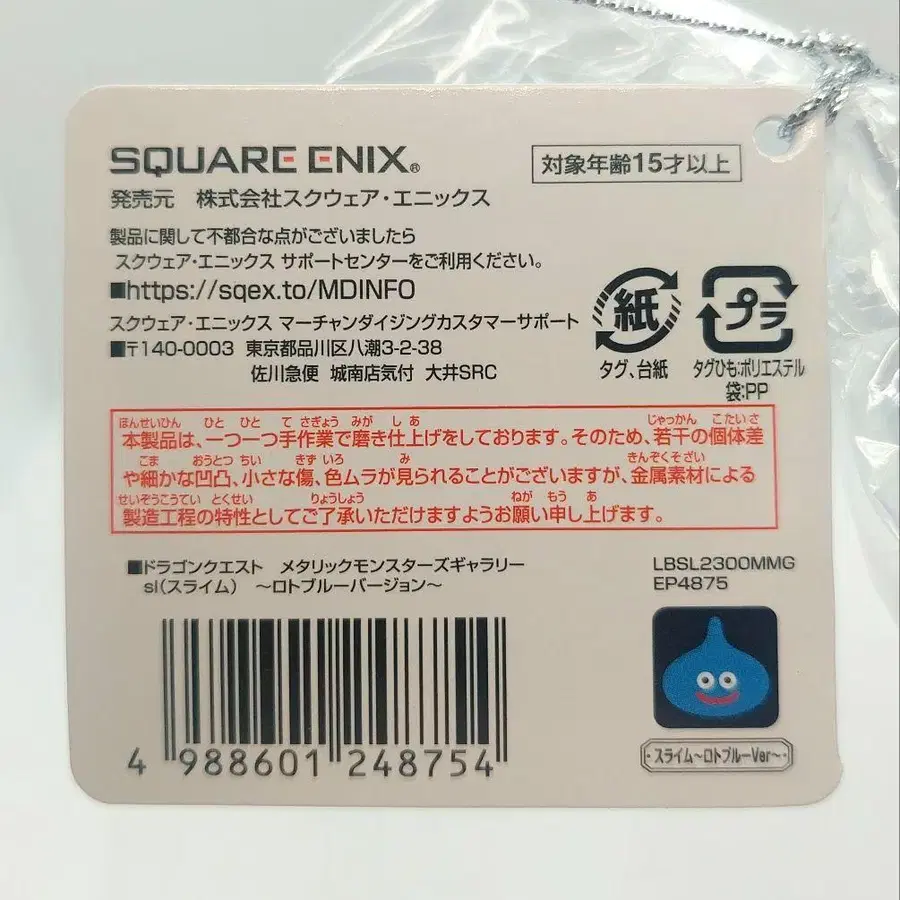 SQUARE ENIX®
対象年齢15才以上
発売元 株式会社スクウェア・エニックス
製品に関して不都合な点がございましたら
スクウェア・エニックス サポートセンターをご利用ください。
■https://sqex.to/MDINFO
スクウェア・エニックス マーチャンダイジングカスタマーサポート
■〒140-0003 東京都品川区八潮3-2-38
佐川急便 城南店気付 大井SRC
紙
タグ、台紙
プラ
タグひも:ポリエステル
袋:PP
ほんせいひん ひと ひと て さぎょう みが し あ じゃっかん こたいさ
本製品は、一つ一つ手作業で磨き仕上げをしております。そのため、若干の個体差
こま おうとつ ちい きず いろ み きんぞくそざい
や細かな凹凸、小さな傷、色ムラが見られることがございますが、金属素材による
せいぞうこうてい とくせい りょうしょう ねが もう あ
製造工程の特性としてご了承いただけますようお願い申し上げます。
■ドラゴンクエスト メタリックモンスターズギャラリー
sl(スライム) 〜ロトブルーバージョン〜
LBSL2300MMG
EP4875
4 988601 248754
・スライム〜ロトブルーVer〜・